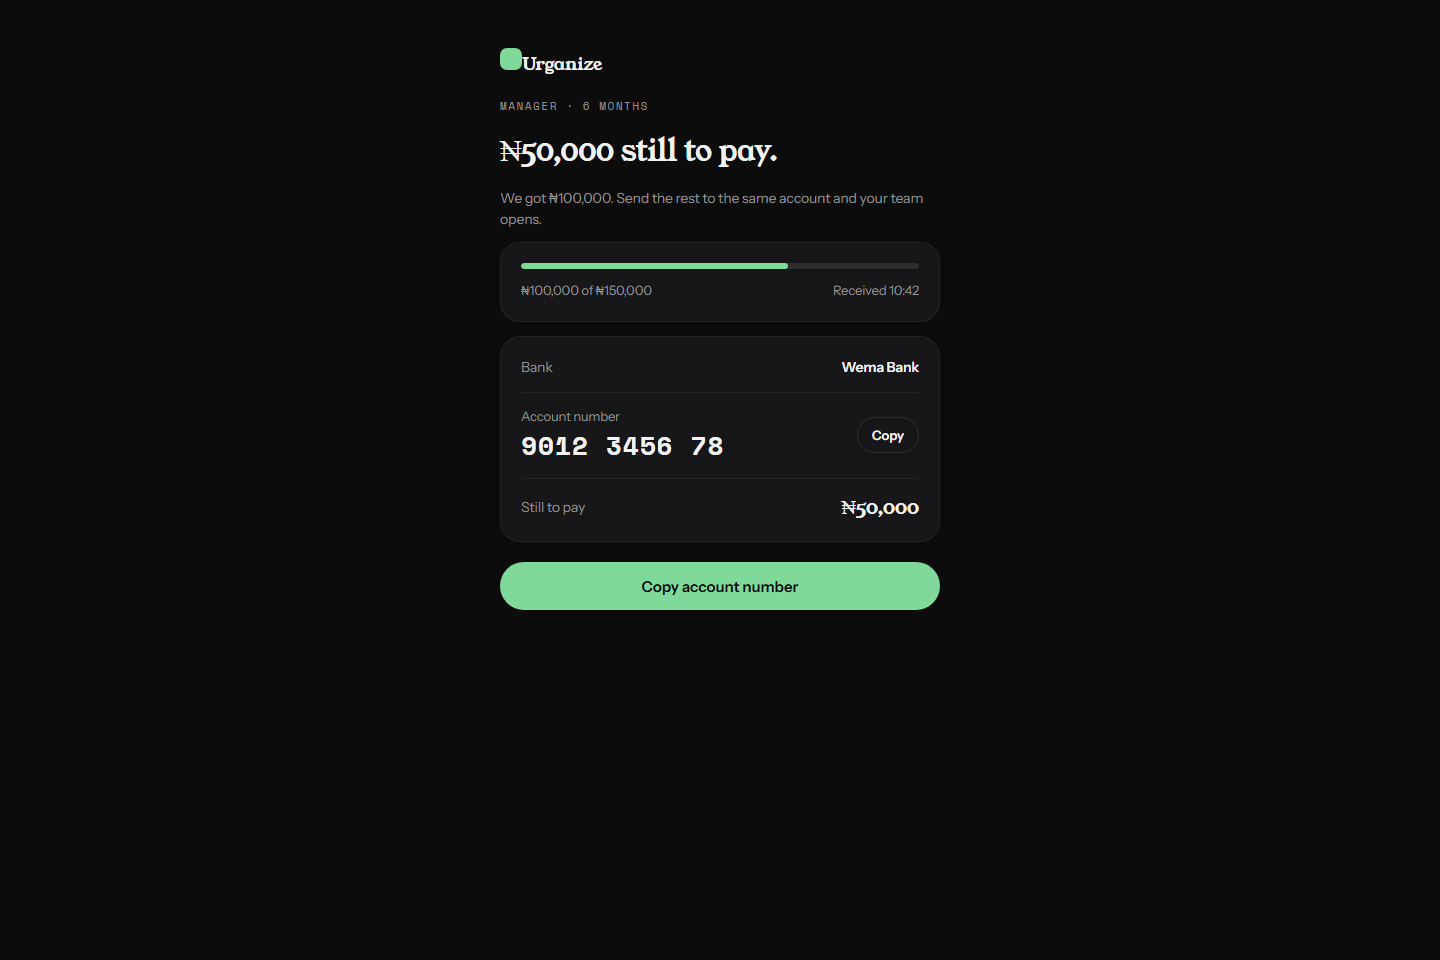 Urganize
MANAGER · 6 MONTHS
₦50,000 still to pay.
We got ₦100,000. Send the rest to the same account and your team
opens.
₦100,000 of ₦150,000
Received 10:42
Bank
Wema Bank
Account number
9012 3456 78
Copy
Still to pay
₦50,000
Copy account number